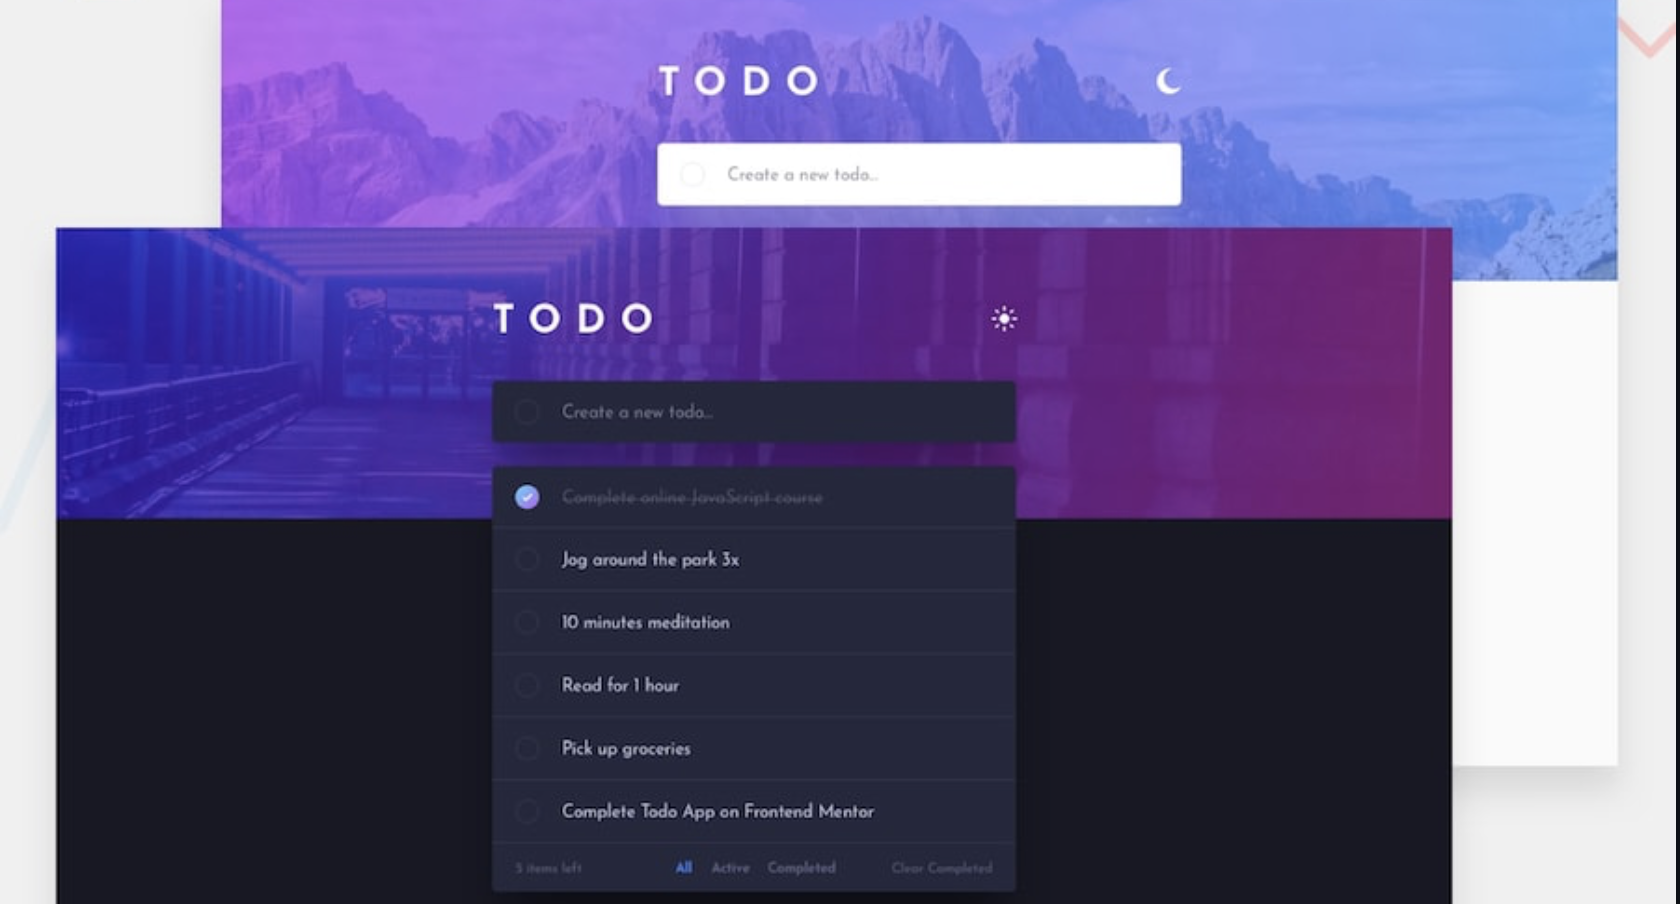 TODO
Create a new todo...
TODO
Create a new todo...
Complete online JavaScript course
Jog around the park 3x
10 minutes meditation
Read for 1 hour
Pick up groceries
Complete Todo App on Frontend Mentor
5 items left
All Active Completed
Clear Completed